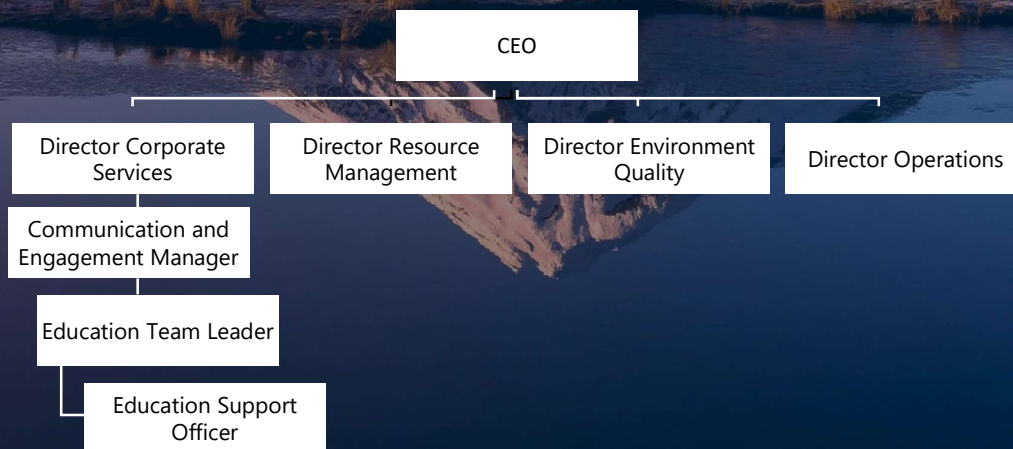 CEO
Director Corporate
Services
Director Resource
Management
Director Environment
Quality
Director Operations
Communication and
Engagement Manager
Education Team Leader
Education Support
Officer